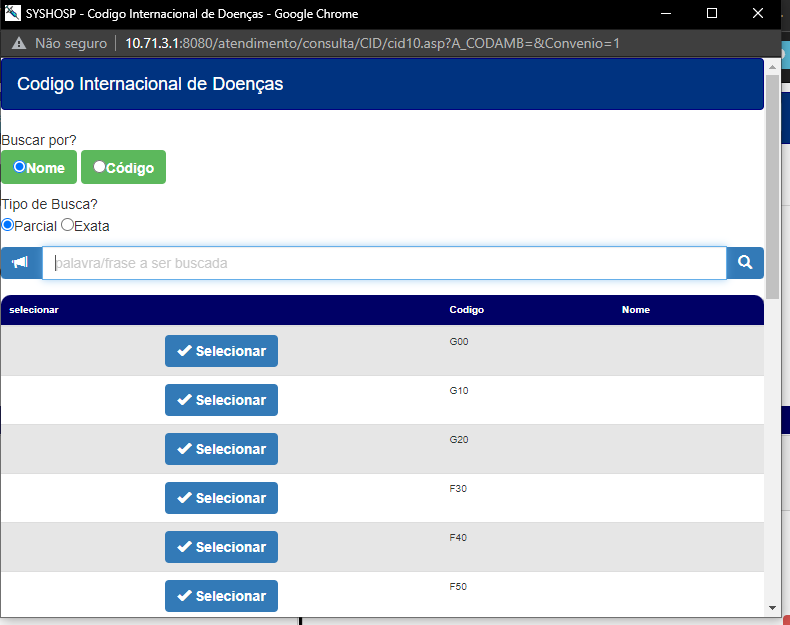 SYSHOSP - Codigo Internacional de Doenças - Google Chrome
Não seguro 10.71.3.1:8080/atendimento/consulta/CID/cid10.asp?A_CODAMB=&Convenio=1
Codigo Internacional de Doenças
Buscar por?
Nome Código
Tipo de Busca?
Parcial Exata
palavra/frase a ser buscada
selecionar Codigo Nome
Selecionar G00
Selecionar G10
Selecionar G20
Selecionar F30
Selecionar F40
Selecionar F50